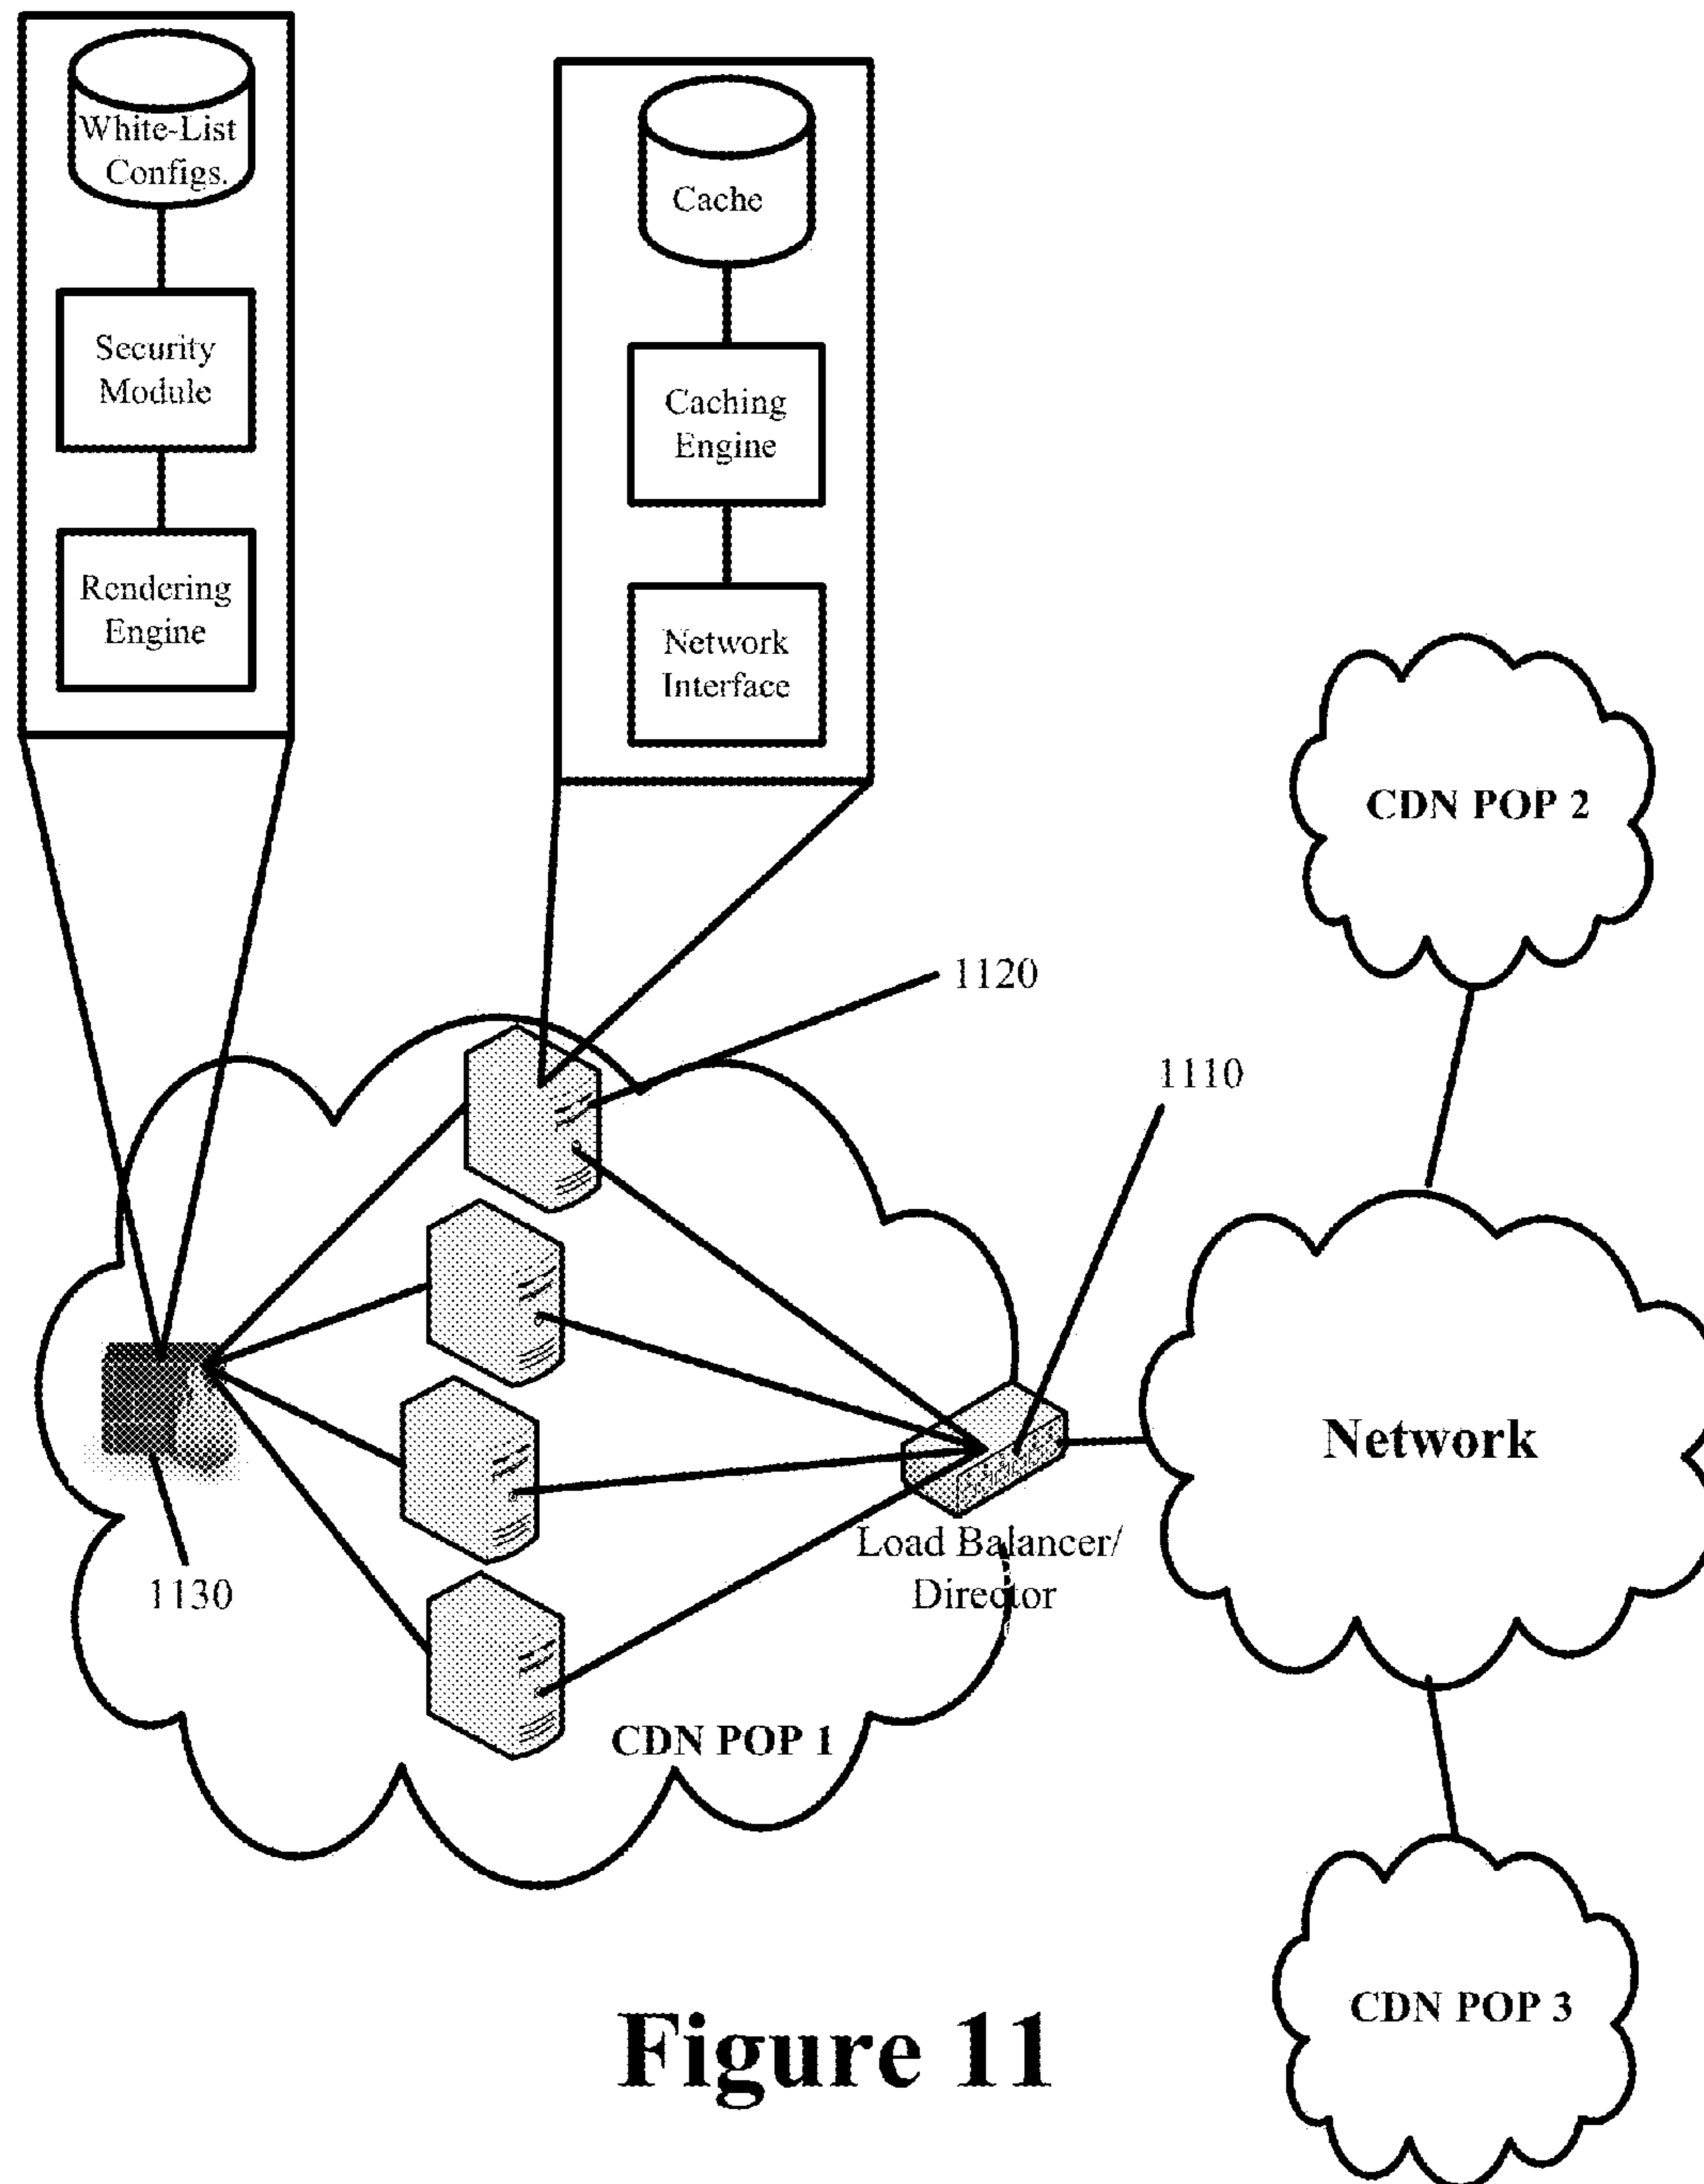 White-List
Configs.
Security
Module
Rendering
Engine
Cache
Caching
Engine
Network
Interface
CDN POP 2
1120
1110
Network
Load Balancer/
Director
1130
CDN POP 1
CDN POP 3
Figure 11